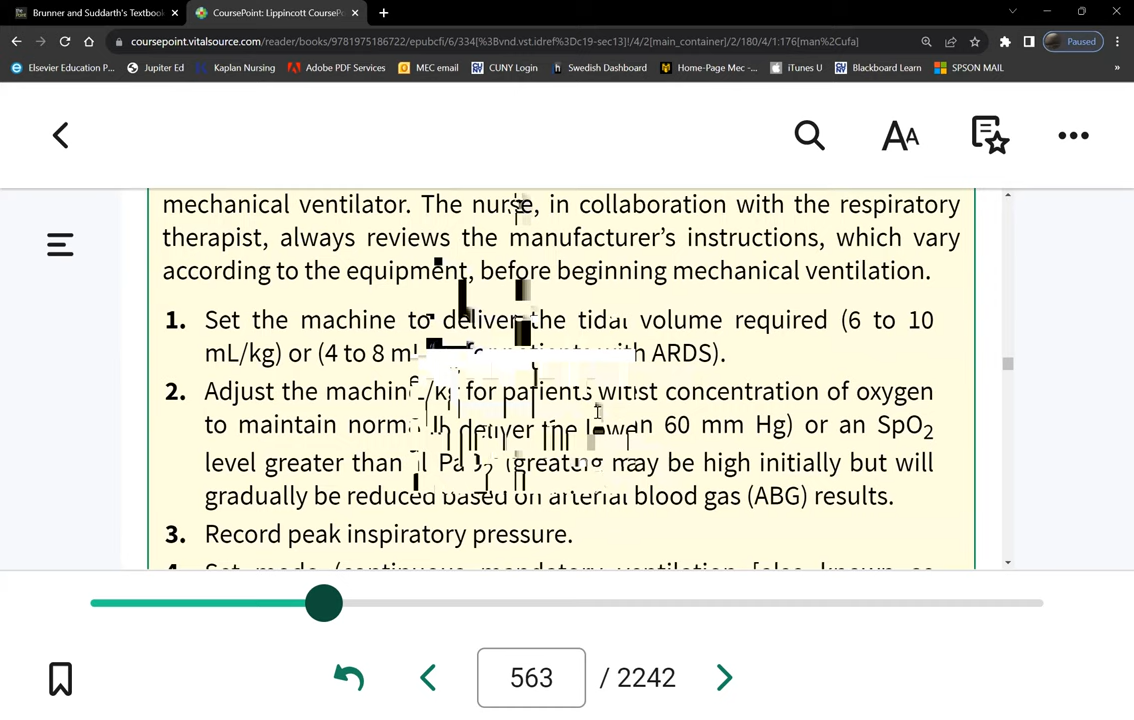 Brunner and Suddarth's Textbook
CoursePoint: Lippincott CoursePo
coursepoint.vitalsource.com/reader/books/9781975186722/epubcfi/6/334[%3Bvnd.vst.idref%3Dc19-sec13]!/4/2[main_container]/2/180/4/1:176[man%2Cufa]
Paused
Elsevier Education P... Jupiter Ed Kaplan Nursing Adobe PDF Services MEC email CUNY Login Swedish Dashboard Home-Page Mec -... iTunes U Blackboard Learn SPSON MAIL »
AA
mechanical ventilator. The nurse, in collaboration with the respiratory
therapist, always reviews the manufacturer's instructions, which vary
according to the equipment, before beginning mechanical ventilation.
1. Set the machine to deliver the tidal volume required (6 to 10
mL/kg) or (4 to 8 with ARDS).
2. Adjust the concentration of oxygen
to maintain 60 mm Hg) or an SpO2
level greater than may be high initially but will
gradually be reduced based on arterial blood gas (ABG) results.
3. Record peak inspiratory pressure.
563 / 2242